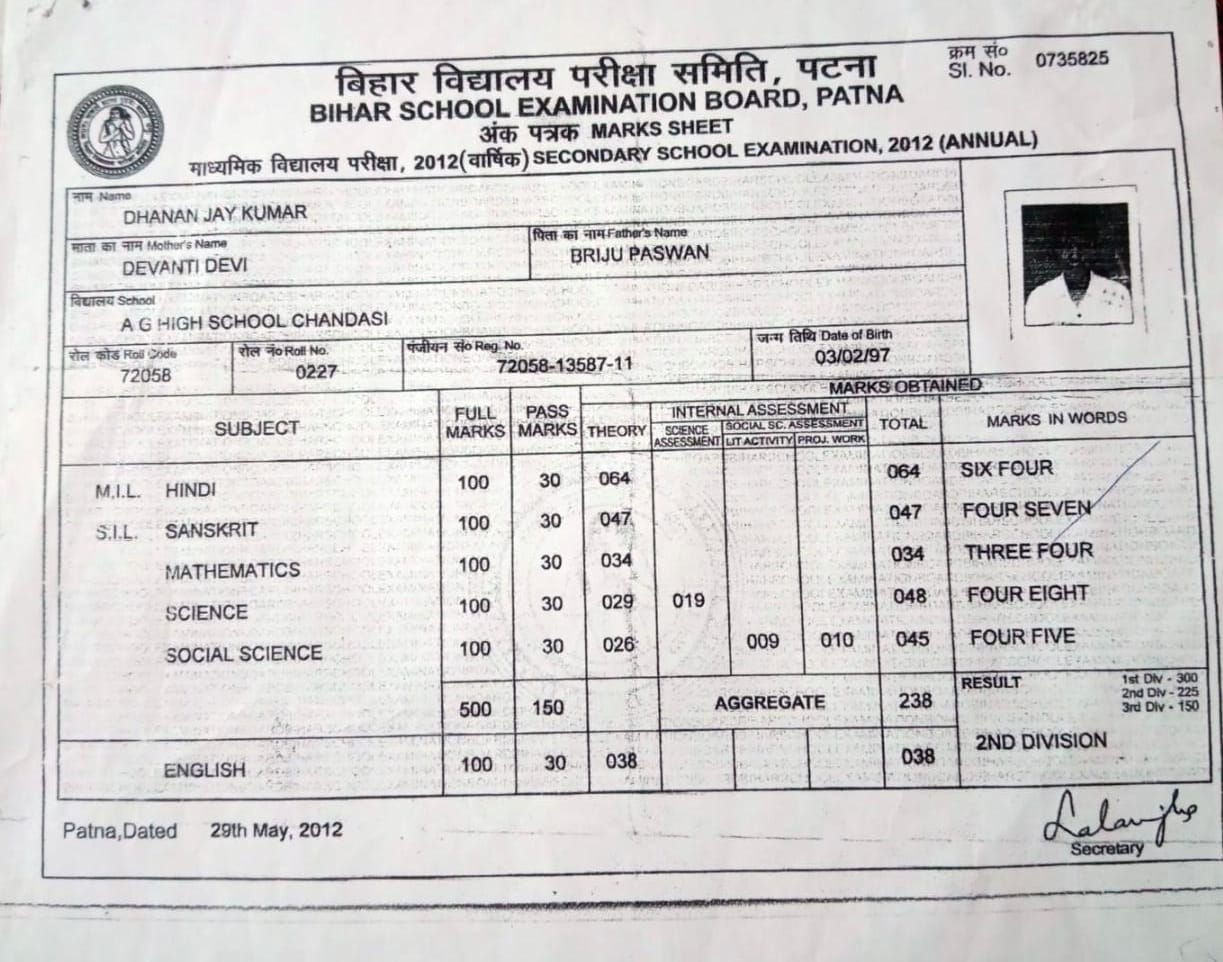 क्रम सं० 0735825
Sl. No.
बिहार विद्यालय परीक्षा समिति, पटना
BIHAR SCHOOL EXAMINATION BOARD, PATNA
अंक पत्रक MARKS SHEET
माध्यमिक विद्यालय परीक्षा, 2012(वार्षिक) SECONDARY SCHOOL EXAMINATION, 2012 (ANNUAL)
नाम Name
DHANAN JAY KUMAR
माता का नाम Mother's Name पिता का नाम Father's Name
DEVANTI DEVI BRIJU PASWAN
विद्यालय School
A G HIGH SCHOOL CHANDASI
रोल कोड Roll Code रोल नं० Roll No. पंजीयन सं० Reg. No. जन्म तिथि Date of Birth
72058 0227 72058-13587-11 03/02/97
MARKS OBTAINED
SUBJECT FULL MARKS PASS MARKS THEORY INTERNAL ASSESSMENT TOTAL MARKS IN WORDS
SCIENCE ASSESSMENT SOCIAL SC. ASSESSMENT
LIT ACTIVITY PROJ. WORK
M.I.L. HINDI 100 30 064 064 SIX FOUR
S.I.L. SANSKRIT 100 30 047 047 FOUR SEVEN
MATHEMATICS 100 30 034 034 THREE FOUR
SCIENCE 100 30 029 019 048 FOUR EIGHT
SOCIAL SCIENCE 100 30 026 009 010 045 FOUR FIVE
500 150 AGGREGATE 238 RESULT
1st Div - 300
2nd Div - 225
3rd Div - 150
ENGLISH 100 30 038 038 2ND DIVISION
Patna,Dated 29th May, 2012
Secretary